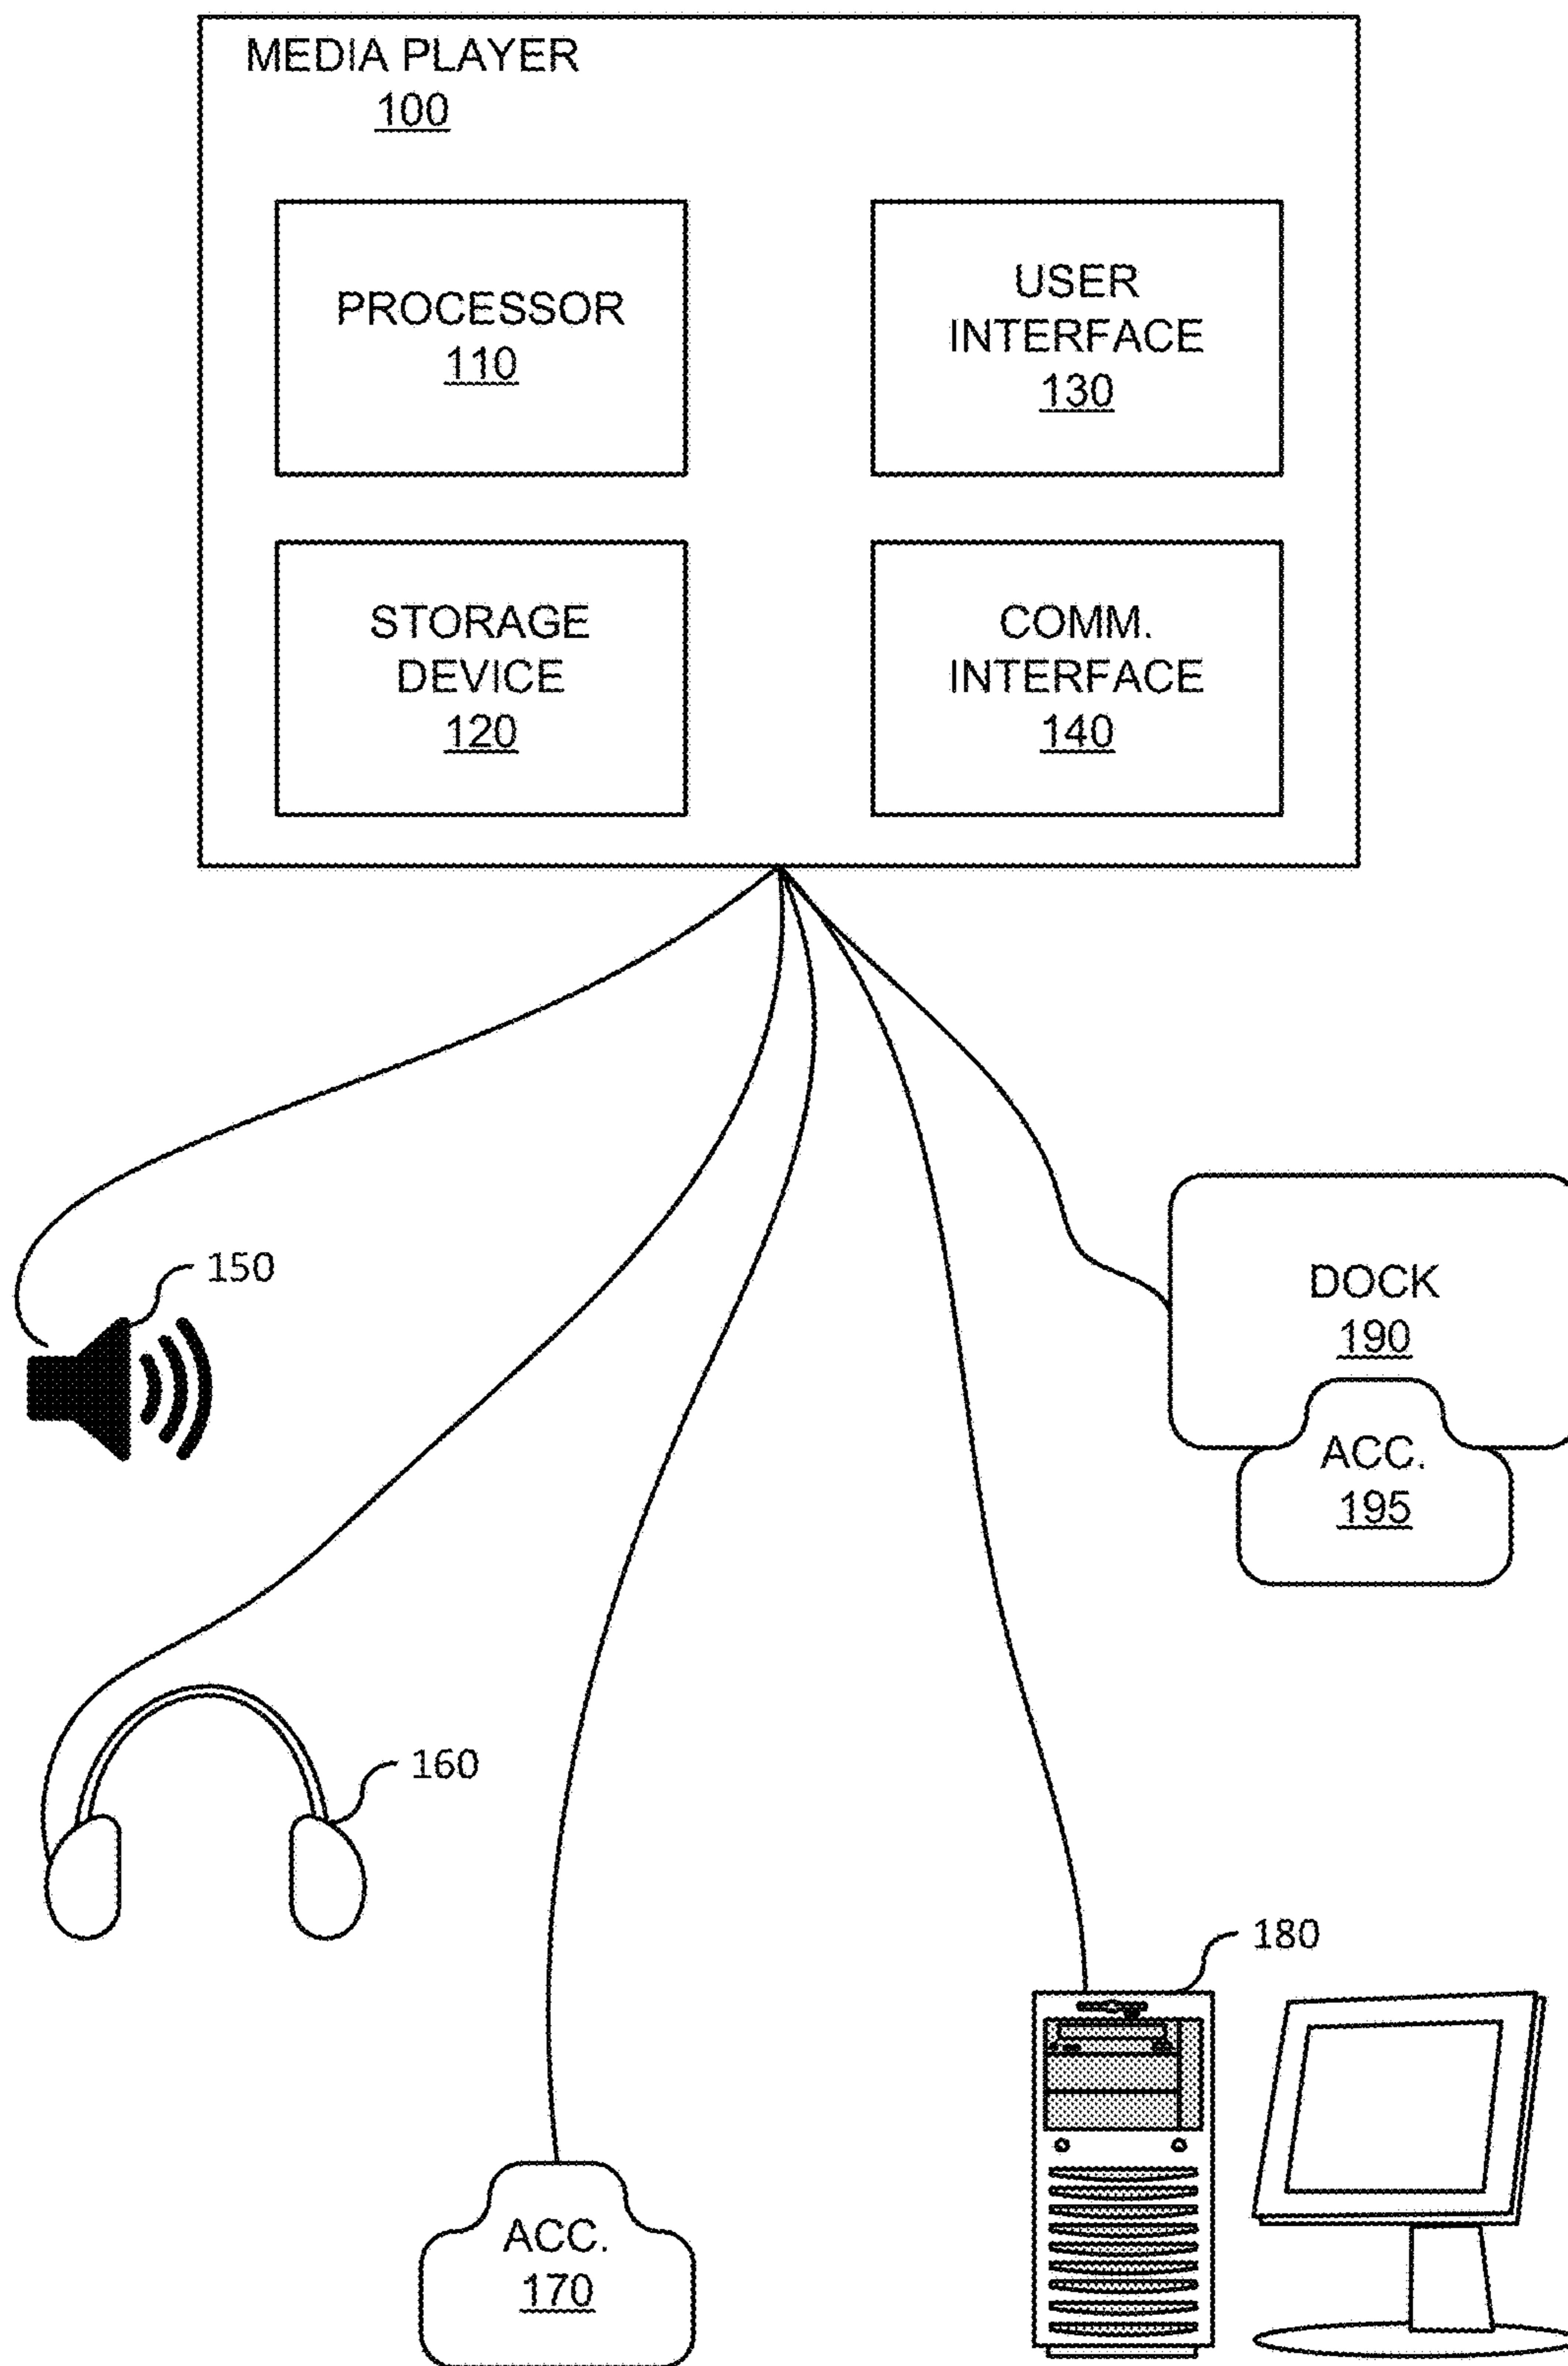 MEDIA PLAYER
100
PROCESSOR
110
USER
INTERFACE
130
STORAGE
DEVICE
120
COMM.
INTERFACE
140
150
DOCK
190
ACC.
195
160
180
ACC.
170